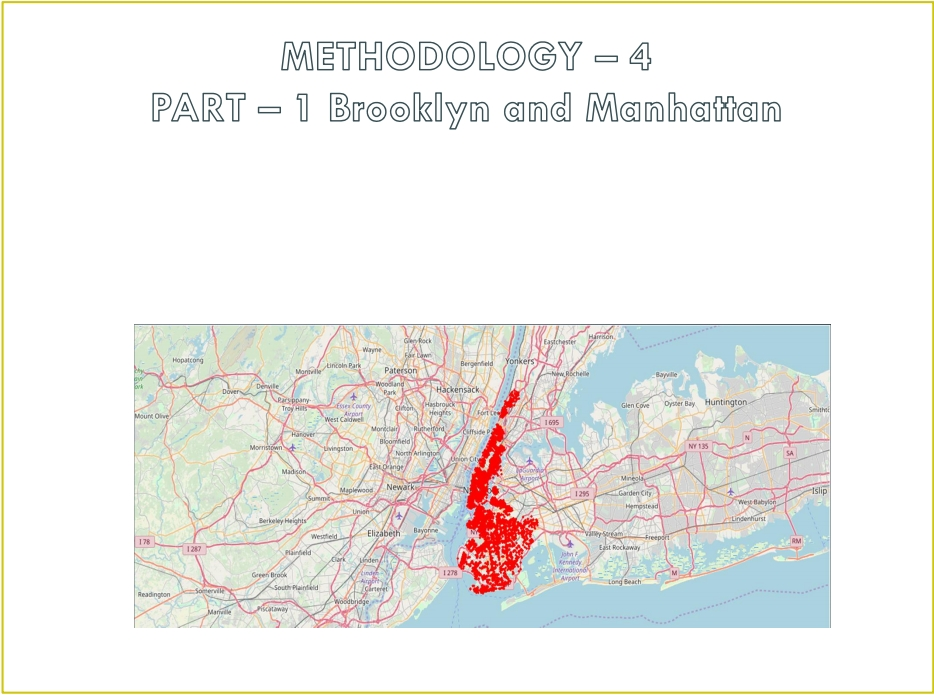 METHODOLOGY – 4
PART – 1 Brooklyn and Manhattan
Harrison
Glen Rock
Eastchester
Wayne
Fair Lawn
Hopatcong
Bergenfield
Yonkers
Lincoln Park
Paterson
Montville
New Rochelle
Bayville
Woodland
Park
Hackensack
Denville
Dover
Parsippany-
Troy Hills
Essex County
Airport
Clifton
Hasbrouck
Heights
Glen Cove
Oyster Bay
Huntington
Mount Olive
West Caldwell
Fort Lee
Montclair
Rutherford
Cliffside P
I 695
Hanover
Bloomfield
NY 135
N
Morristown
Livingston
North Arlington
SA
Union City
East Orange
Madison
Mineola
Maplewood
Newark
I 295
Garden City
Summit
Hempstead
West Babylon
Islip
Union
Berkeley Heights
Bayonne
Lindenhurst
Westfield
Elizabeth
Valley Stream
Freeport
I 78
I 287
East Rockaway
RM
Plainfield
Clark
Linden
John F
Kennedy
International
Airport
Green Brook
I 278
M
Long Beach
South Plainfield
Linden
Airport
Carteret
Readington
Somerville
Woodbridge
Manville
Piscataway